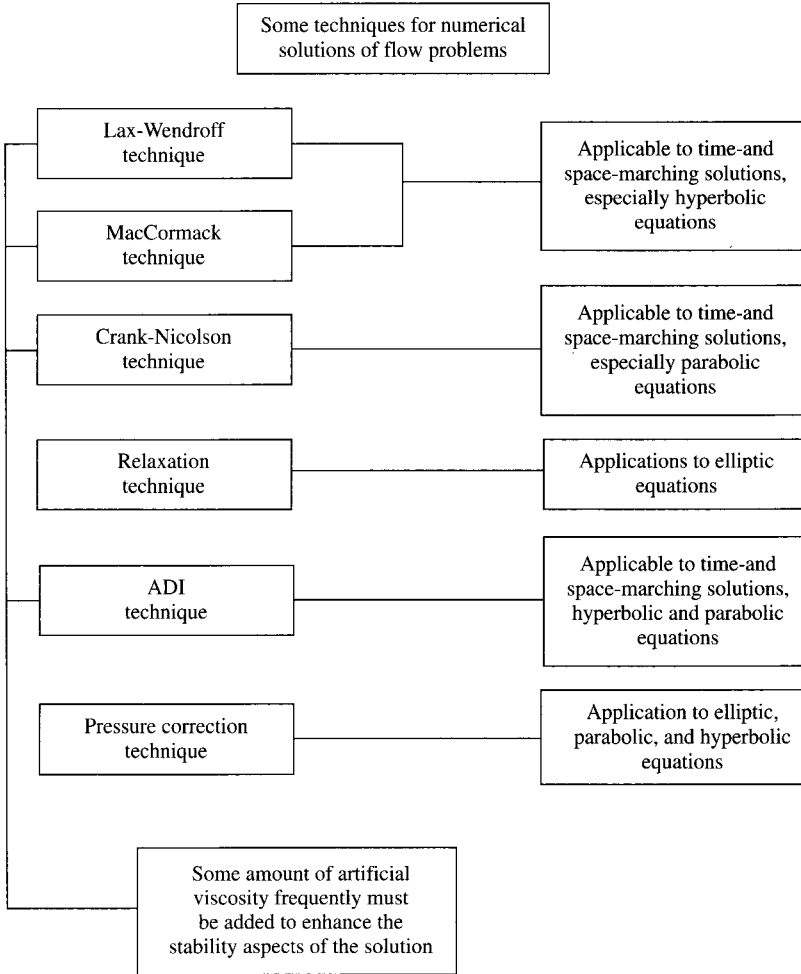 Some techniques for numerical
solutions of flow problems
Lax-Wendroff
technique
MacCormack
technique
Applicable to time-and
space-marching solutions,
especially hyperbolic
equations
Crank-Nicolson
technique
Applicable to time-and
space-marching solutions,
especially parabolic
equations
Relaxation
technique
Applications to elliptic
equations
ADI
technique
Applicable to time-and
space-marching solutions,
hyperbolic and parabolic
equations
Pressure correction
technique
Application to elliptic,
parabolic, and hyperbolic
equations
Some amount of artificial
viscosity frequently must
be added to enhance the
stability aspects of the solution